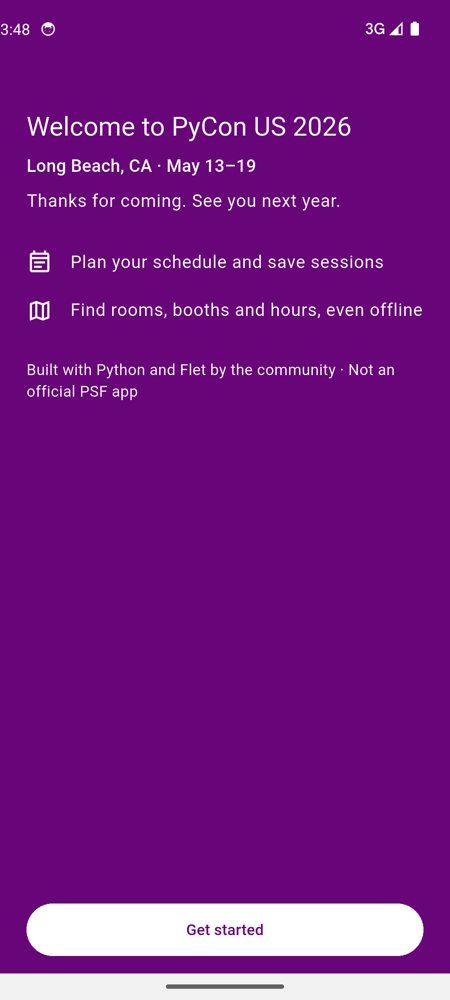 3:48
3G
Welcome to PyCon US 2026
Long Beach, CA · May 13–19
Thanks for coming. See you next year.
Plan your schedule and save sessions
Find rooms, booths and hours, even offline
Built with Python and Flet by the community · Not an
official PSF app
Get started